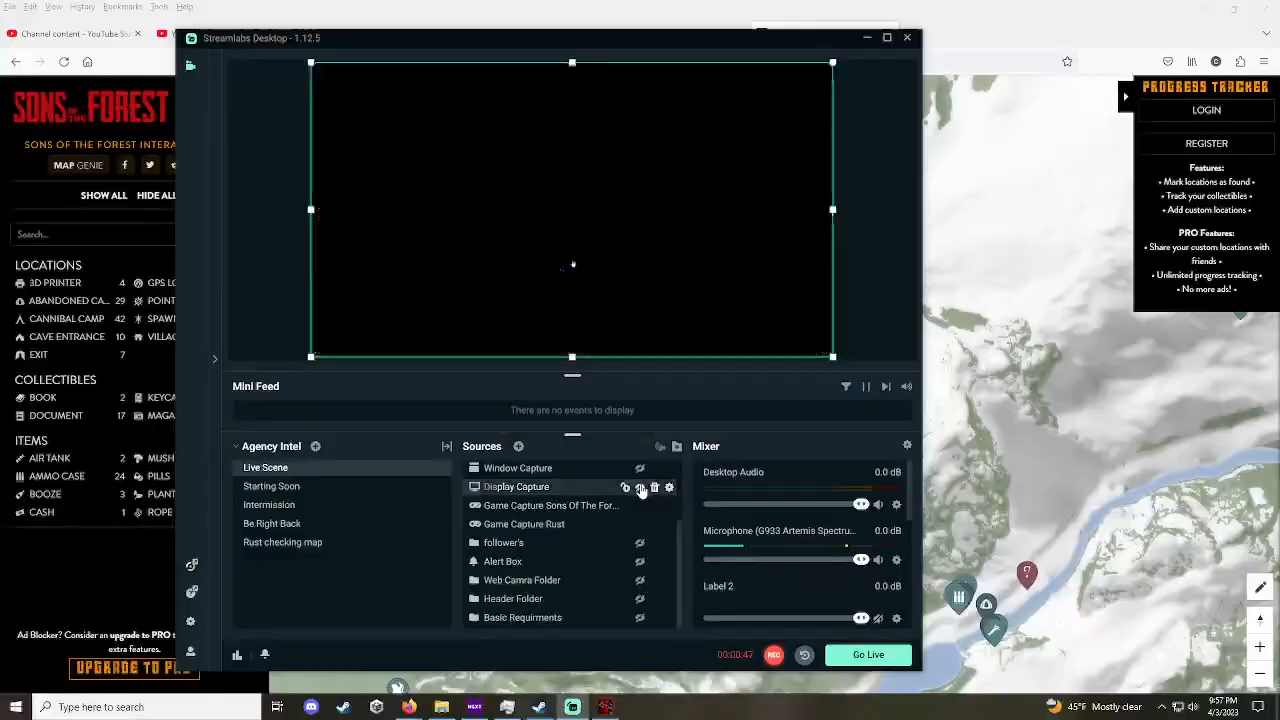 File Edit View History Bookmarks Tools Help
Channel content - YouTube Stu
Streamlabs Desktop - 1.12.5
SONS OF THE FOREST
SONS OF THE FOREST INTERA
MAP GENIE
SHOW ALL HIDE ALL
Search...
LOCATIONS
3D PRINTER 4 GPS LO
ABANDONED CA... 29 POINT
CANNIBAL CAMP 42 SPAWN
CAVE ENTRANCE 10 VILLAG
EXIT 7
COLLECTIBLES
BOOK 2 KEYCA
DOCUMENT 17 MAGA
ITEMS
AIR TANK 2 MUSH
AMMO CASE 24 PILLS
BOOZE 3 PLANT
CASH 1 ROPE
Ad Blocker? Consider an upgrade to PRO
extra features.
UPGRADE TO PR
Mini Feed
There are no events to display
Agency Intel
Live Scene
Starting Soon
Intermission
Be Right Back
Rust checking map
Sources
Window Capture
Display Capture
Game Capture Sons Of The For...
Game Capture Rust
follower's
Alert Box
Web Camra Folder
Header Folder
Basic Requirments
Mixer
Desktop Audio 0.0 dB
Microphone (G933 Artemis Spectru... 0.0 dB
Label 2 0.0 dB
00:00:47 REC Go Live
PROGRESS TRACKER
LOGIN
REGISTER
Features:
• Mark locations as found •
• Track your collectibles •
• Add custom locations •
PRO Features:
• Share your custom locations with
friends •
• Unlimited progress tracking •
• No more ads! •
Type here to search
45°F Mostly clear
9:57 PM
4/3/2023